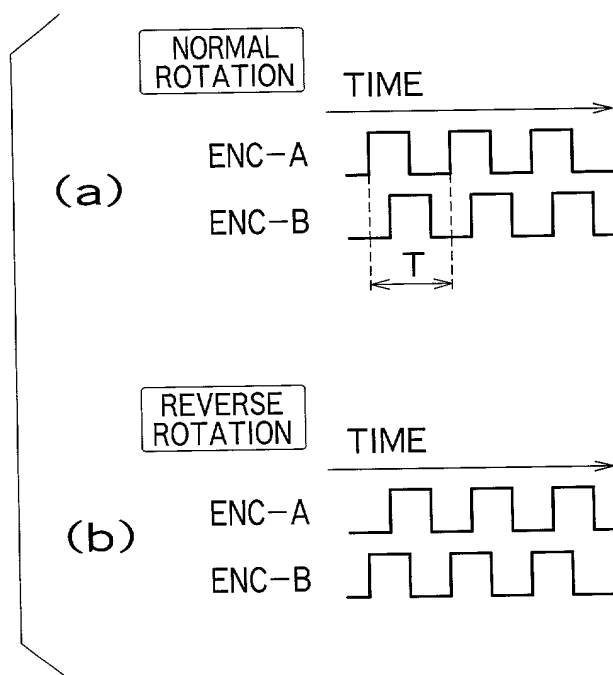 NORMAL
ROTATION
TIME
ENC-A
(a)
ENC-B
T
REVERSE
ROTATION
TIME
ENC-A
(b)
ENC-B